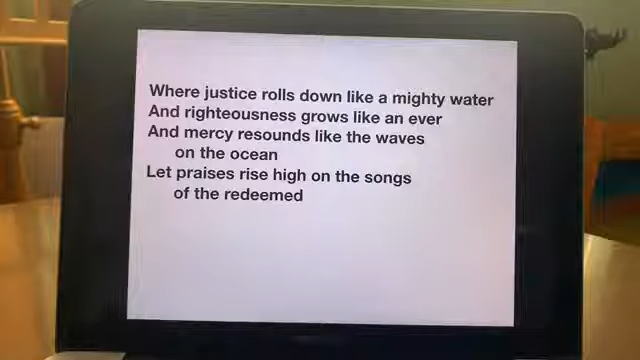 Where justice rolls down like a mighty water
And righteousness grows like an ever
And mercy resounds like the waves
on the ocean
Let praises rise high on the songs
of the redeemed